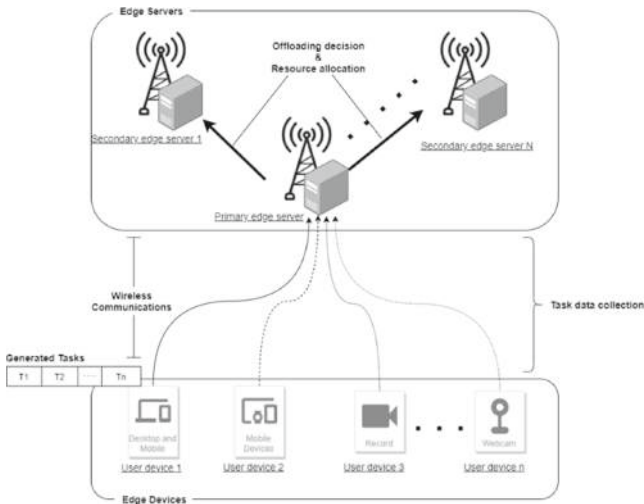 Edge Servers
Offloading decision
&
Resource allocation
Secondary edge server 1
Secondary edge server N
Primary edge server
Wireless
Communications
Task data collection
Generated Tasks
T1 T2 ...... Tn
Desktop and
Mobile
Mobile
Devices
Record
Webcam
User device 1
User device 2
User device 3
User device n
Edge Devices